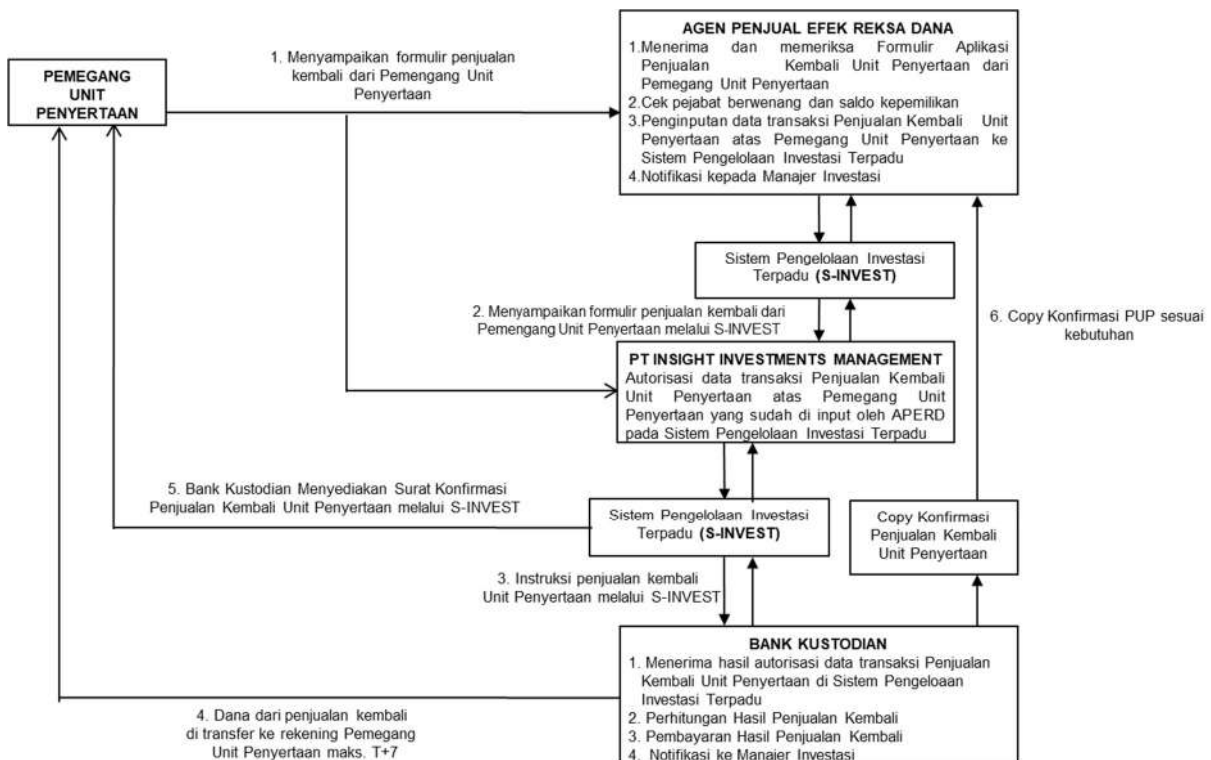 AGEN PENJUAL EFEK REKSA DANA
1.Menerima dan memeriksa Formulir Aplikasi
Penjualan Kembali Unit Penyertaan dari
Pemegang Unit Penyertaan
2.Cek pejabat berwenang dan saldo kepemilikan
3.Penginputan data transaksi Penjualan Kembali Unit
Penyertaan atas Pemegang Unit Penyertaan ke
Sistem Pengelolaan Investasi Terpadu
4.Notifikasi kepada Manajer Investasi
1. Menyampaikan formulir penjualan
kembali dari Pemengang Unit
Penyertaan
PEMEGANG
UNIT
PENYERTAAN
Sistem Pengelolaan Investasi
Terpadu (S-INVEST)
2. Menyampaikan formulir penjualan kembali dari
Pemengang Unit Penyertaan melalui S-INVEST
6. Copy Konfirmasi PUP sesuai
kebutuhan
PT INSIGHT INVESTMENTS MANAGEMENT
Autorisasi data transaksi Penjualan Kembali
Unit Penyertaan atas Pemegang Unit
Penyertaan yang sudah di input oleh APERD
pada Sistem Pengelolaan Investasi Terpadu
5. Bank Kustodian Menyediakan Surat Konfirmasi
Penjualan Kembali Unit Penyertaan melalui S-INVEST
Sistem Pengelolaan Investasi
Terpadu (S-INVEST)
Copy Konfirmasi
Penjualan Kembali
Unit Penyertaan
3. Instruksi penjualan kembali
Unit Penyertaan melalui S-INVEST
BANK KUSTODIAN
1. Menerima hasil autorisasi data transaksi Penjualan
Kembali Unit Penyertaan di Sistem Pengeloaan
Investasi Terpadu
2. Perhitungan Hasil Penjualan Kembali
3. Pembayaran Hasil Penjualan Kembali
4. Notifikasi ke Manajer Investasi
4. Dana dari penjualan kembali
di transfer ke rekening Pemegang
Unit Penyertaan maks. T+7